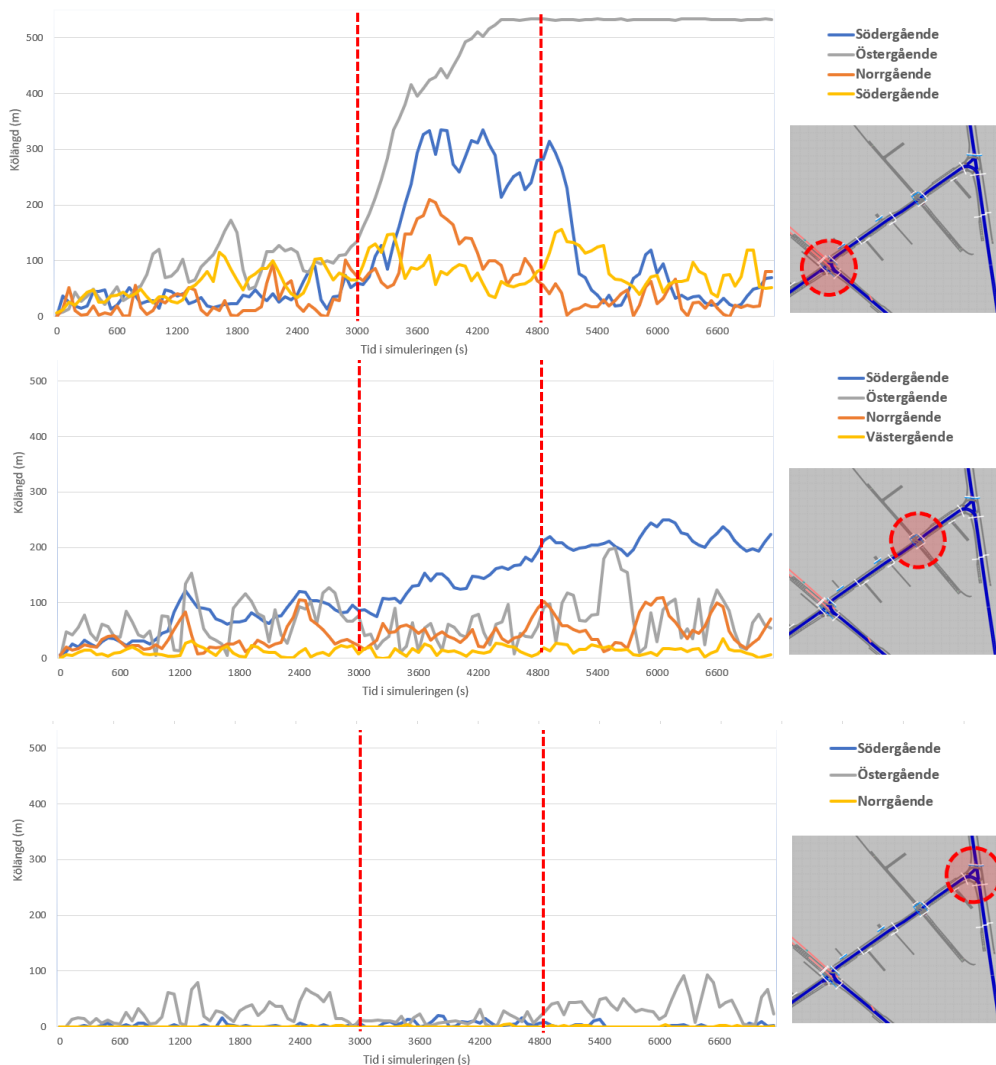 500
400
300
200
100
0
Kölängd (m)
0 600 1200 1800 2400 3000 3600 4200 4800 5400 6000 6600
Tid i simuleringen (s)
Södergående
Östergående
Norrgående
Södergående
500
400
300
200
100
0
Kölängd (m)
0 600 1200 1800 2400 3000 3600 4200 4800 5400 6000 6600
Tid i simuleringen (s)
Södergående
Östergående
Norrgående
Västergående
500
400
300
200
100
0
Kölängd (m)
0 600 1200 1800 2400 3000 3600 4200 4800 5400 6000 6600
Tid i simuleringen (s)
Södergående
Östergående
Norrgående